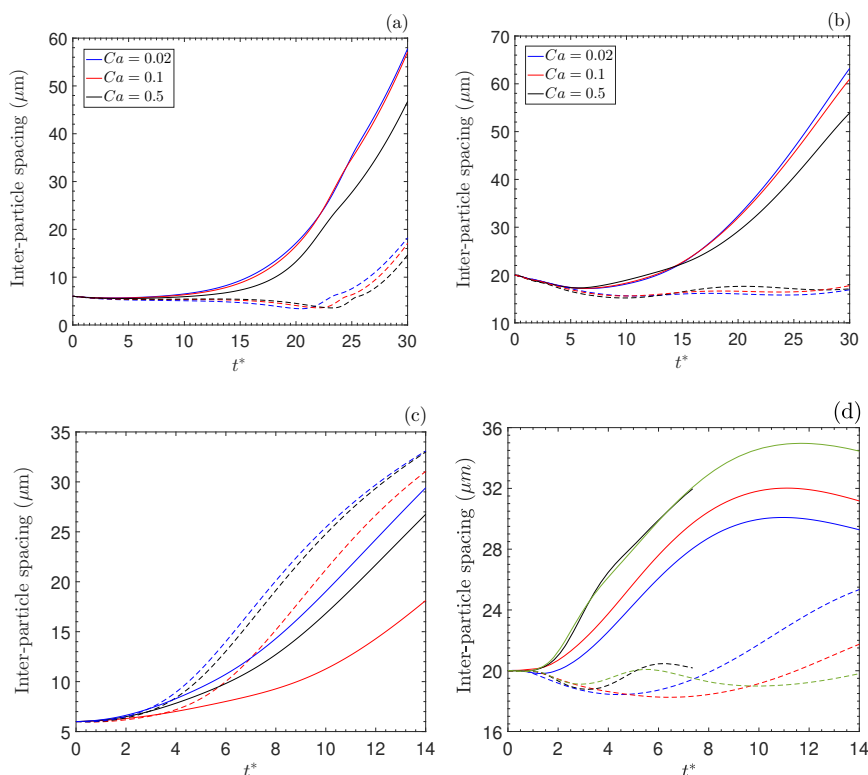 (a)
Inter-particle spacing (μm)
60
50
40
30
20
10
0
Ca = 0.02
Ca = 0.1
Ca = 0.5
0 5 10 15 20 25 30
t*
(b)
Inter-particle spacing (μm)
70
60
50
40
30
20
10
Ca = 0.02
Ca = 0.1
Ca = 0.5
0 5 10 15 20 25 30
t*
(c)
Inter-particle spacing (μm)
35
30
25
20
15
10
5
0 2 4 6 8 10 12 14
t*
(d)
Inter-particle spacing (μm)
36
32
28
24
20
16
0 2 4 6 8 10 12 14
t*